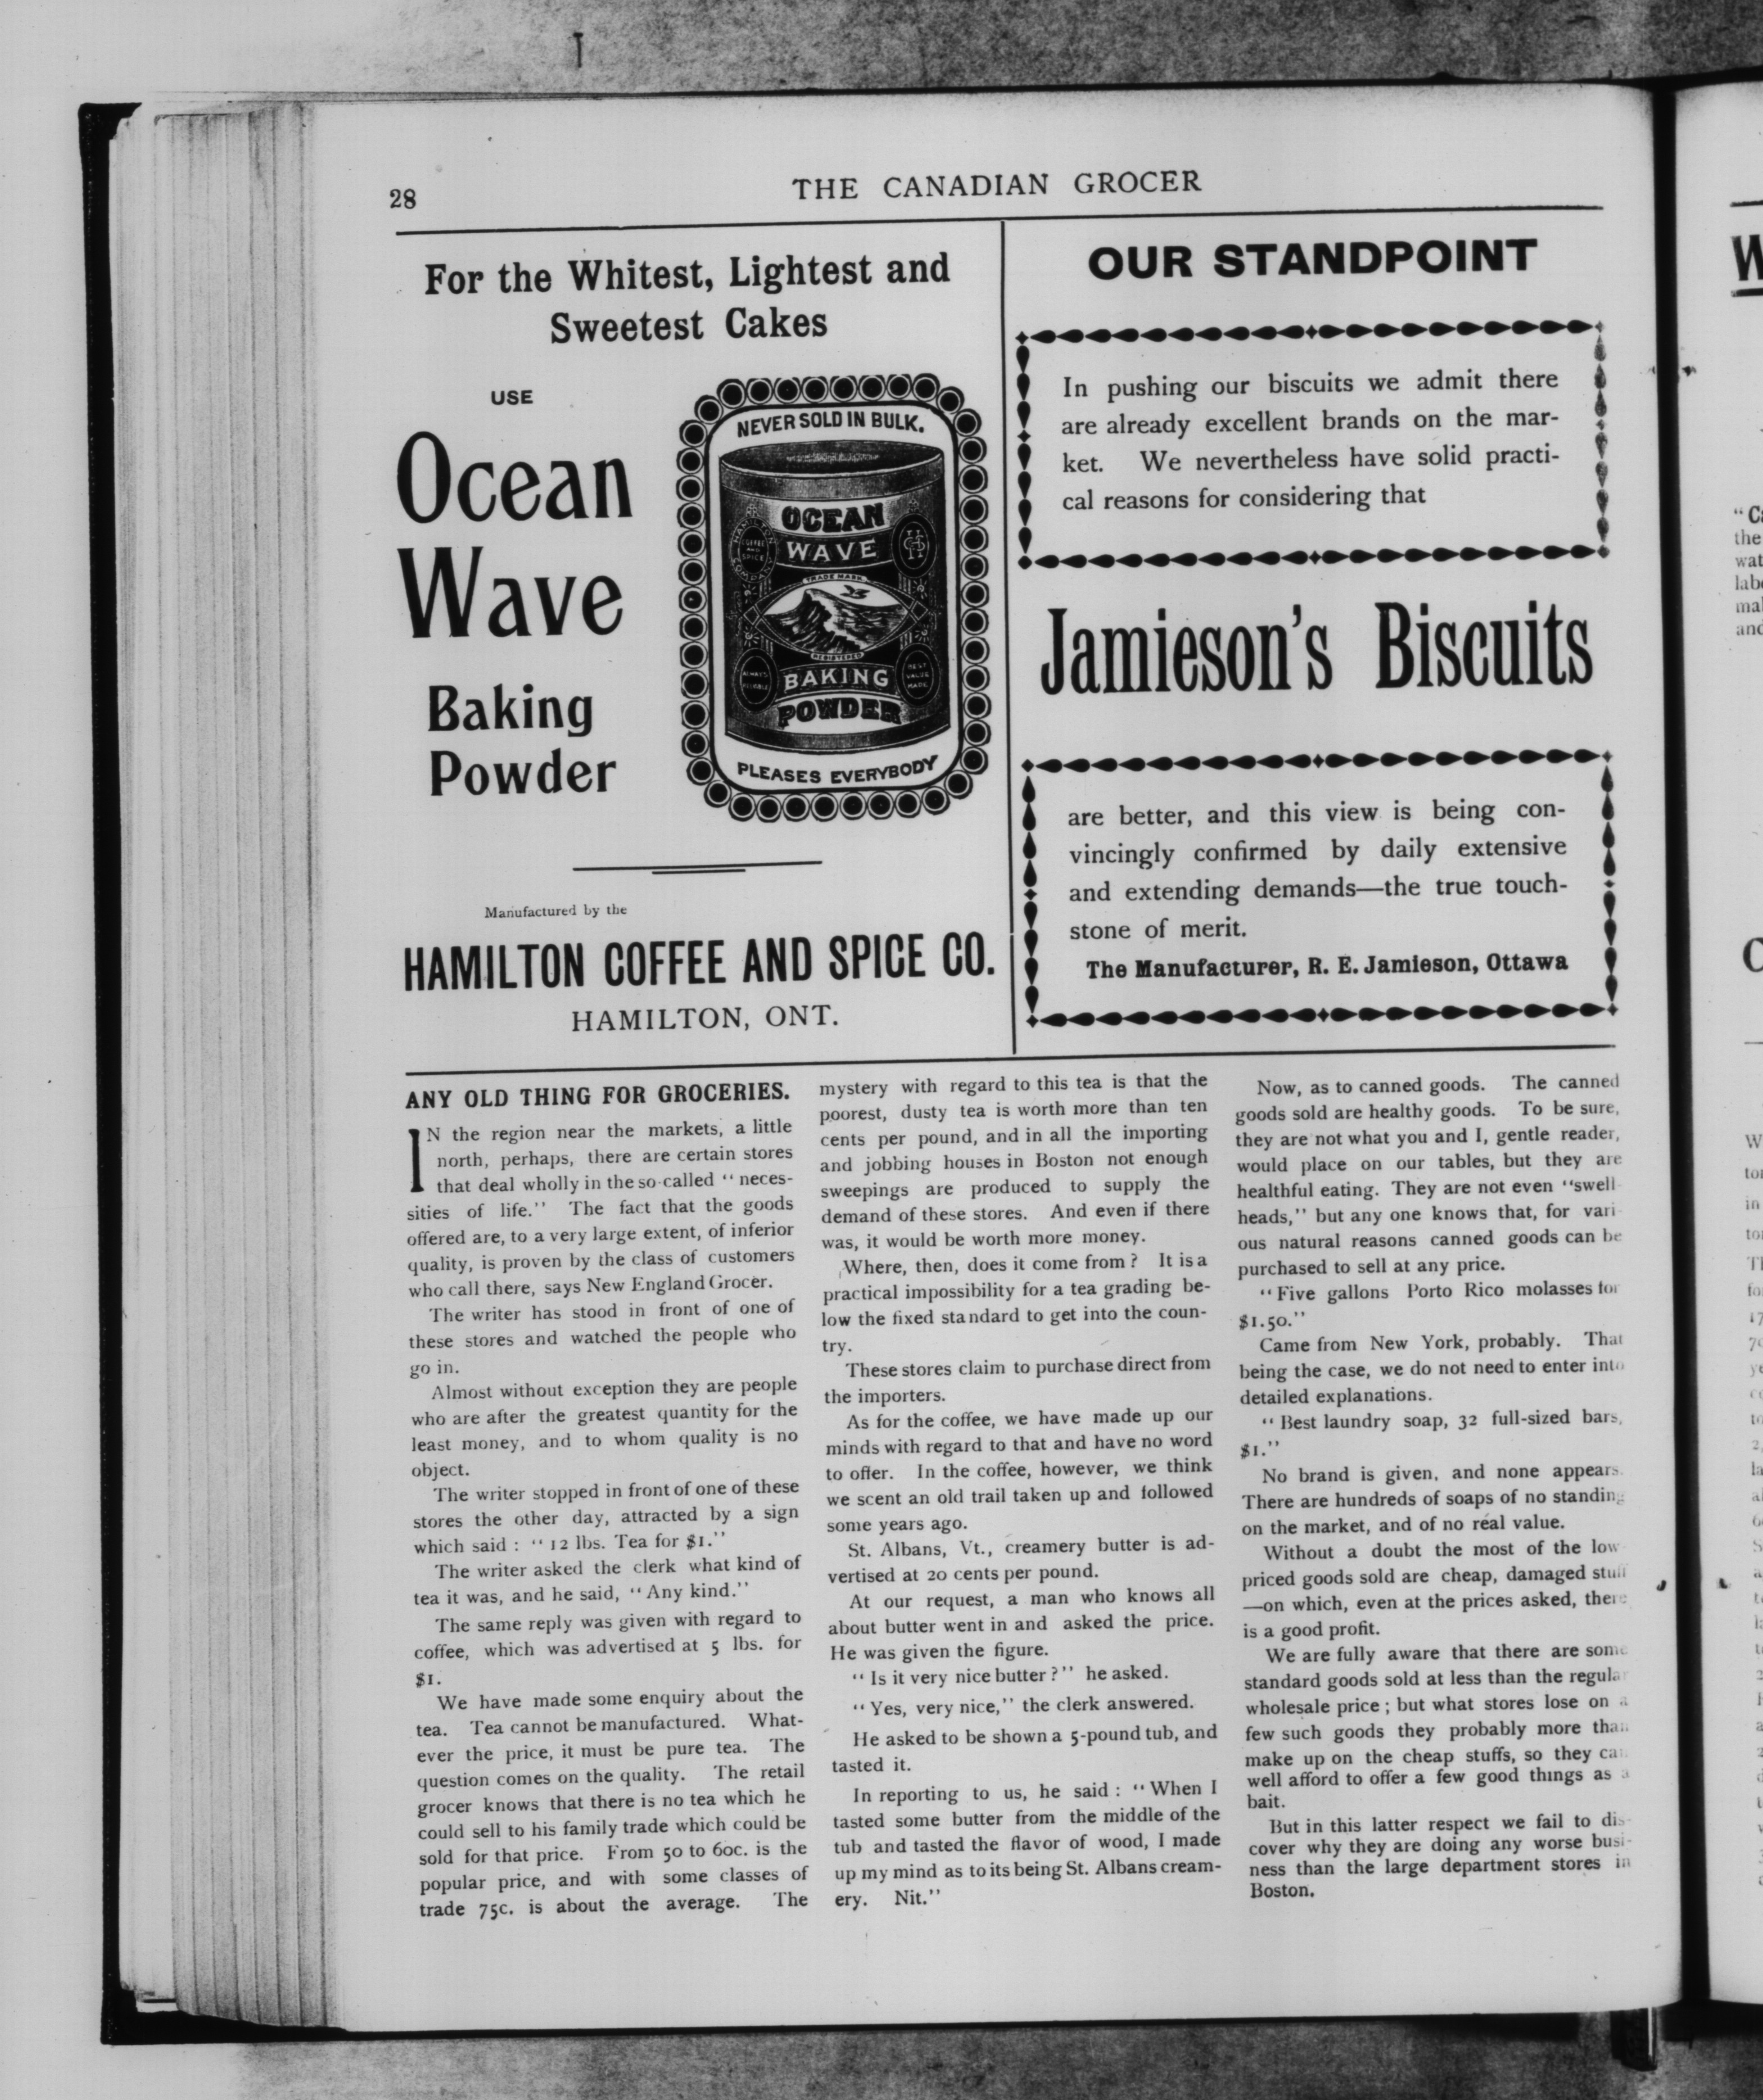 28
THE CANADIAN GROCER
For the Whitest, Lightest and
Sweetest Cakes
USE
Ocean
Wave
Baking
Powder
NEVER SOLD IN BULK.
HAMILTON
COFFEE
AND
SPICE
COMPANY
OCEAN
WAVE
TRADE MARK
REGISTERED
ALWAYS
RELIABLE
BEST
VALUE
MADE
BAKING
POWDER
PLEASES EVERYBODY
Manufactured by the
HAMILTON COFFEE AND SPICE CO.
HAMILTON, ONT.
OUR STANDPOINT
In pushing our biscuits we admit there
are already excellent brands on the mar-
ket. We nevertheless have solid practi-
cal reasons for considering that
Jamieson's Biscuits
are better, and this view is being con-
vincingly confirmed by daily extensive
and extending demands—the true touch-
stone of merit.
The Manufacturer, R. E. Jamieson, Ottawa
ANY OLD THING FOR GROCERIES.
IN the region near the markets, a little
north, perhaps, there are certain stores
that deal wholly in the so-called "neces-
sities of life." The fact that the goods
offered are, to a very large extent, of inferior
quality, is proven by the class of customers
who call there, says New England Grocer.
The writer has stood in front of one of
these stores and watched the people who
go in.
Almost without exception they are people
who are after the greatest quantity for the
least money, and to whom quality is no
object.
The writer stopped in front of one of these
stores the other day, attracted by a sign
which said : "12 lbs. Tea for $1."
The writer asked the clerk what kind of
tea it was, and he said, "Any kind."
The same reply was given with regard to
coffee, which was advertised at 5 lbs. for
$1.
We have made some enquiry about the
tea. Tea cannot be manufactured. What-
ever the price, it must be pure tea. The
question comes on the quality. The retail
grocer knows that there is no tea which he
could sell to his family trade which could be
sold for that price. From 50 to 60c. is the
popular price, and with some classes of
trade 75c. is about the average. The
mystery with regard to this tea is that the
poorest, dusty tea is worth more than ten
cents per pound, and in all the importing
and jobbing houses in Boston not enough
sweepings are produced to supply the
demand of these stores. And even if there
was, it would be worth more money.
Where, then, does it come from ? It is a
practical impossibility for a tea grading be-
low the fixed standard to get into the coun-
try.
These stores claim to purchase direct from
the importers.
As for the coffee, we have made up our
minds with regard to that and have no word
to offer. In the coffee, however, we think
we scent an old trail taken up and followed
some years ago.
St. Albans, Vt., creamery butter is ad-
vertised at 20 cents per pound.
At our request, a man who knows all
about butter went in and asked the price.
He was given the figure.
"Is it very nice butter ?" he asked.
"Yes, very nice," the clerk answered.
He asked to be shown a 5-pound tub, and
tasted it.
In reporting to us, he said : "When I
tasted some butter from the middle of the
tub and tasted the flavor of wood, I made
up my mind as to its being St. Albans cream-
ery. Nit."
Now, as to canned goods. The canned
goods sold are healthy goods. To be sure,
they are not what you and I, gentle reader,
would place on our tables, but they are
healthful eating. They are not even "swell
heads," but any one knows that, for vari-
ous natural reasons canned goods can be
purchased to sell at any price.
"Five gallons Porto Rico molasses for
$1.50."
Came from New York, probably. That
being the case, we do not need to enter into
detailed explanations.
"Best laundry soap, 32 full-sized bars,
$1."
No brand is given, and none appears.
There are hundreds of soaps of no standing
on the market, and of no real value.
Without a doubt the most of the low
priced goods sold are cheap, damaged stuff
—on which, even at the prices asked, there
is a good profit.
We are fully aware that there are some
standard goods sold at less than the regular
wholesale price ; but what stores lose on a
few such goods they probably more than
make up on the cheap stuffs, so they can
well afford to offer a few good things as a
bait.
But in this latter respect we fail to dis-
cover why they are doing any worse busi-
ness than the large department stores in
Boston.